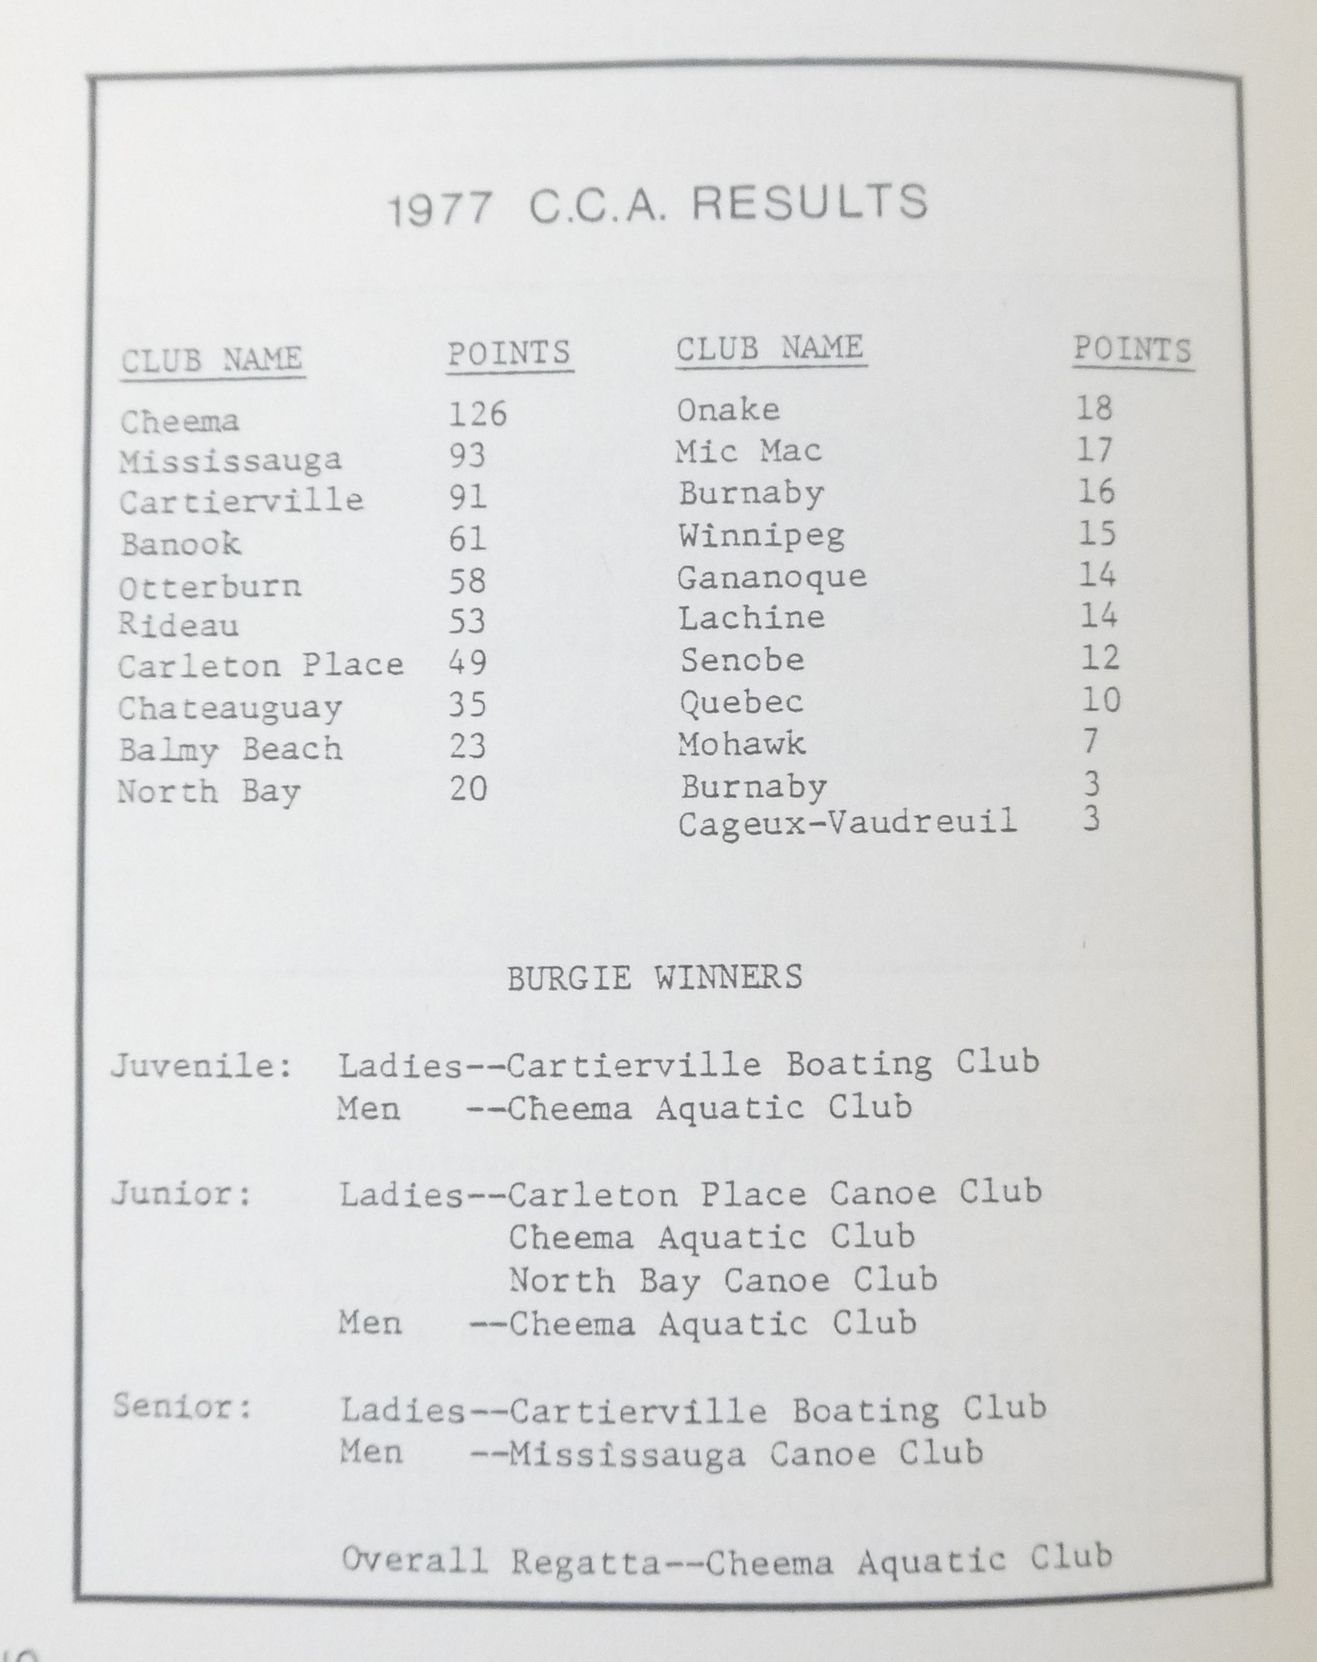 1977 C.C.A. RESULTS
CLUB NAME POINTS CLUB NAME POINTS
Cheema 126 Onake 18
Mississauga 93 Mic Mac 17
Cartierville 91 Burnaby 16
Banook 61 Winnipeg 15
Otterburn 58 Gananoque 14
Rideau 53 Lachine 14
Carleton Place 49 Senobe 12
Chateauguay 35 Quebec 10
Balmy Beach 23 Mohawk 7
North Bay 20 Burnaby 3
Cageux-Vaudreuil 3
BURGIE WINNERS
Juvenile: Ladies--Cartierville Boating Club
Men --Cheema Aquatic Club
Junior: Ladies--Carleton Place Canoe Club
Cheema Aquatic Club
North Bay Canoe Club
Men --Cheema Aquatic Club
Senior: Ladies--Cartierville Boating Club
Men --Mississauga Canoe Club
Overall Regatta--Cheema Aquatic Club